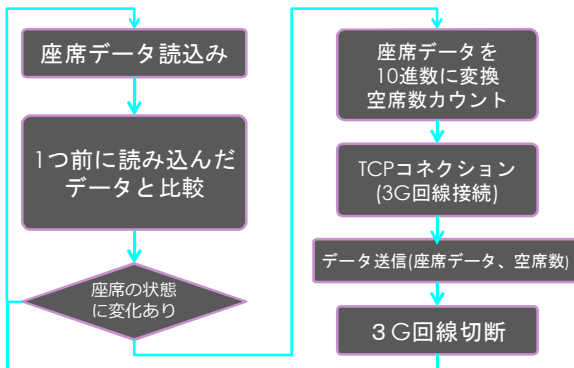 座席データ読込み
1つ前に読み込んだ
データと比較
座席の状態
に変化あり
座席データを
10進数に変換
空席数カウント
TCPコネクション
(3G回線接続)
データ送信(座席データ、空席数)
３G回線切断